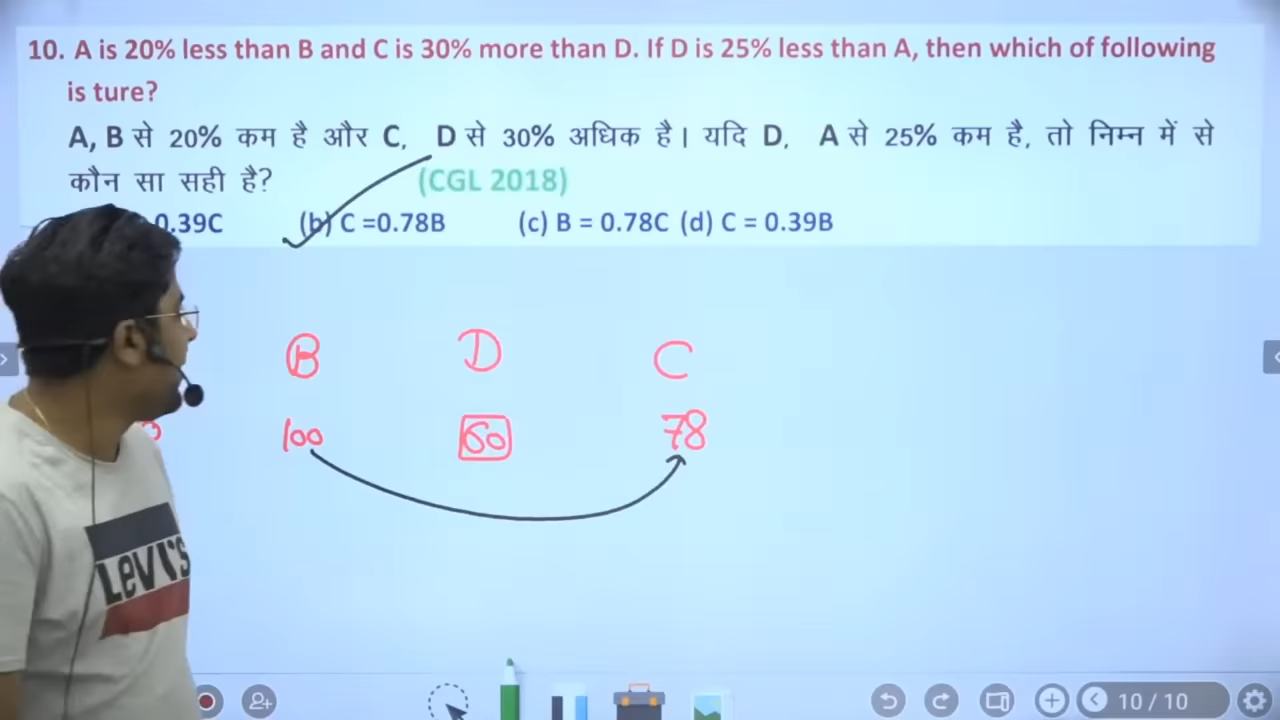 10. A is 20% less than B and C is 30% more than D. If D is 25% less than A, then which of following
is ture?
A, B से 20% कम है और C, D से 30% अधिक है। यदि D, A से 25% कम है, तो निम्न में से
कौन सा सही है? (CGL 2018)
0.39C (b) C =0.78B (c) B = 0.78C (d) C = 0.39B
B D C
100 60 78
LEVI'S
10 / 10